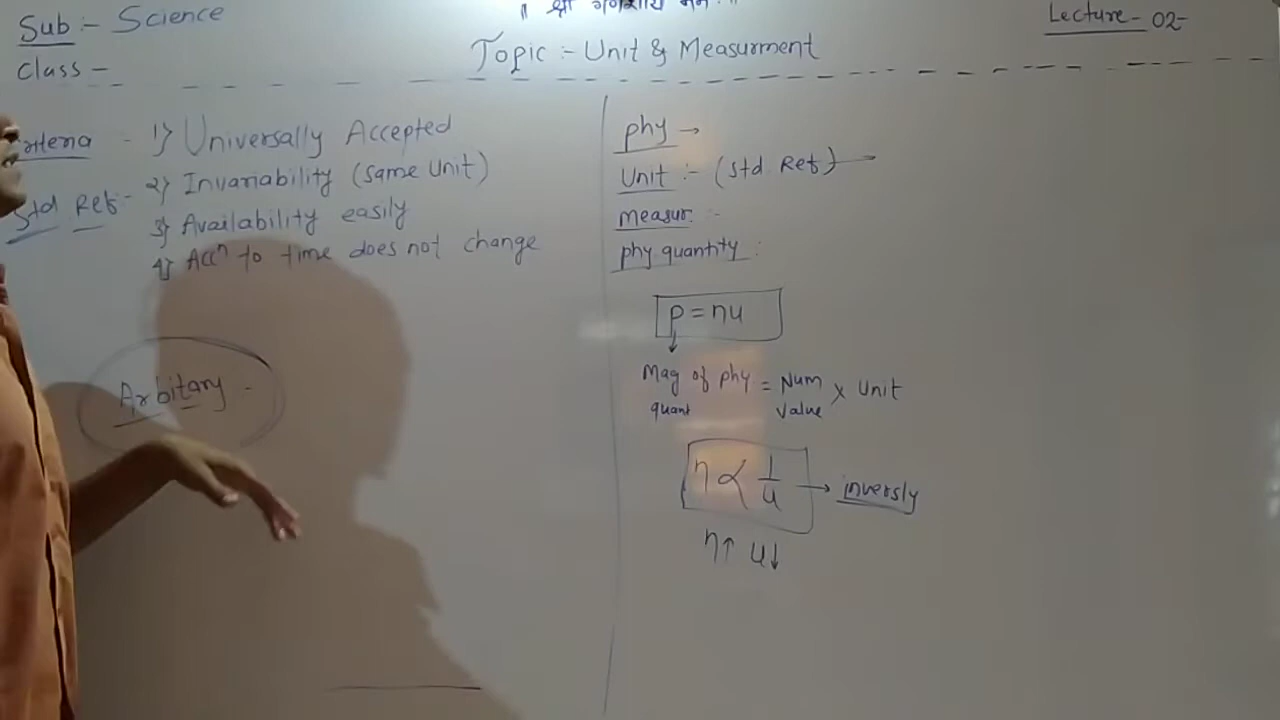 ॥ श्री गणेशाय नमः ॥
Sub :- Science
Lecture - 02-
Topic :- Unit & Measurment
Class -
riteria - 1) Universally Accepted
Std Ref - 2) Invariability (same Unit)
3) Availability easily
4) Accⁿ to time does not change
Arbitary -
phy →
Unit :- (std Ref)
measur :-
phy quantity :
p = nu
Mag of phy quant = Num value x Unit
n ∝ 1/u → inversly
n↑ u↓